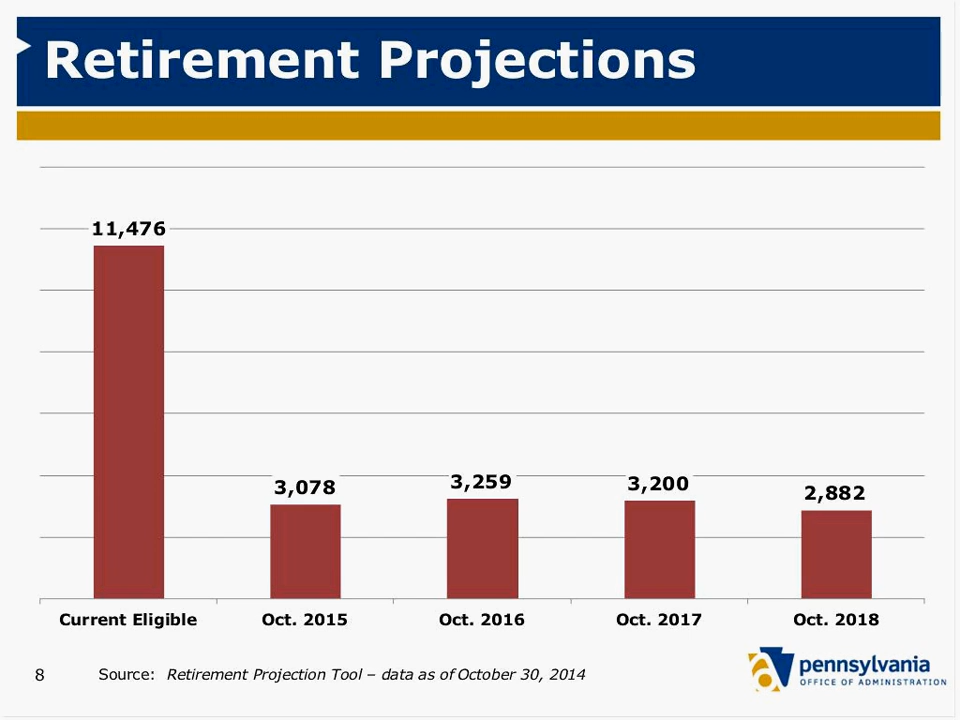 Retirement Projections
11,476
3,078
3,259
3,200
2,882
Current Eligible
Oct. 2015
Oct. 2016
Oct. 2017
Oct. 2018
8
Source: Retirement Projection Tool – data as of October 30, 2014
pennsylvania
OFFICE OF ADMINISTRATION